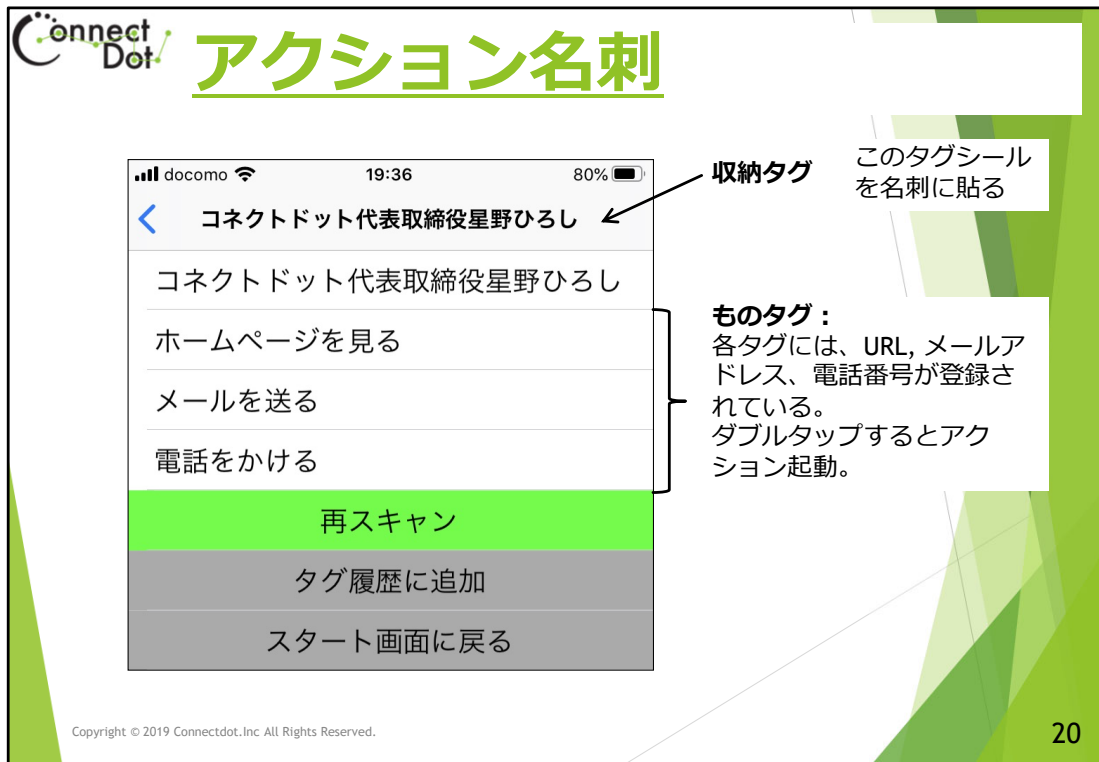 Connect
Dot
アクション名刺
docomo 19:36 80%
コネクトドット代表取締役星野ひろし
コネクトドット代表取締役星野ひろし
ホームページを見る
メールを送る
電話をかける
再スキャン
タグ履歴に追加
スタート画面に戻る
収納タグ
このタグシール
を名刺に貼る
ものタグ：
各タグには、URL, メールア
ドレス、電話番号が登録さ
れている。
ダブルタップするとアク
ション起動。
Copyright © 2019 Connectdot.Inc All Rights Reserved.
20